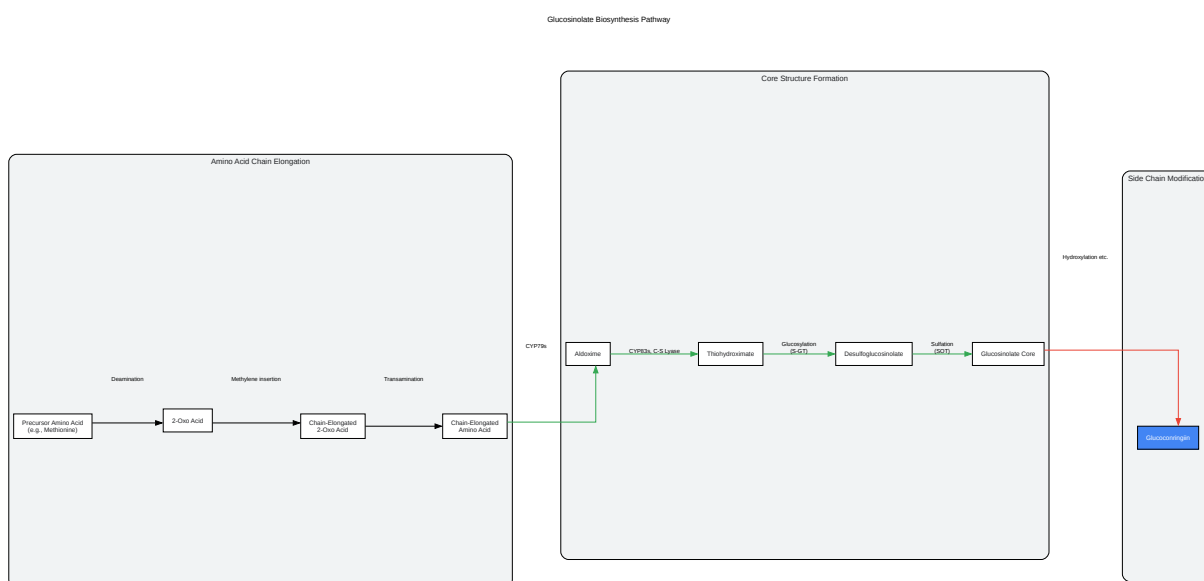 Glucosinolate Biosynthesis Pathway
Amino Acid Chain Elongation
Deamination
Methylene insertion
Transamination
Precursor Amino Acid
(e.g., Methionine)
2-Oxo Acid
Chain-Elongated
2-Oxo Acid
Chain-Elongated
Amino Acid
CYP79s
Core Structure Formation
Aldoxime
CYP83s, C-S Lyase
Thiohydroximate
Glucosylation
(S-GT)
Desulfoglucosinolate
Sulfation
(SOT)
Glucosinolate Core
Hydroxylation etc.
Side Chain Modificatio
Glucoconringiin